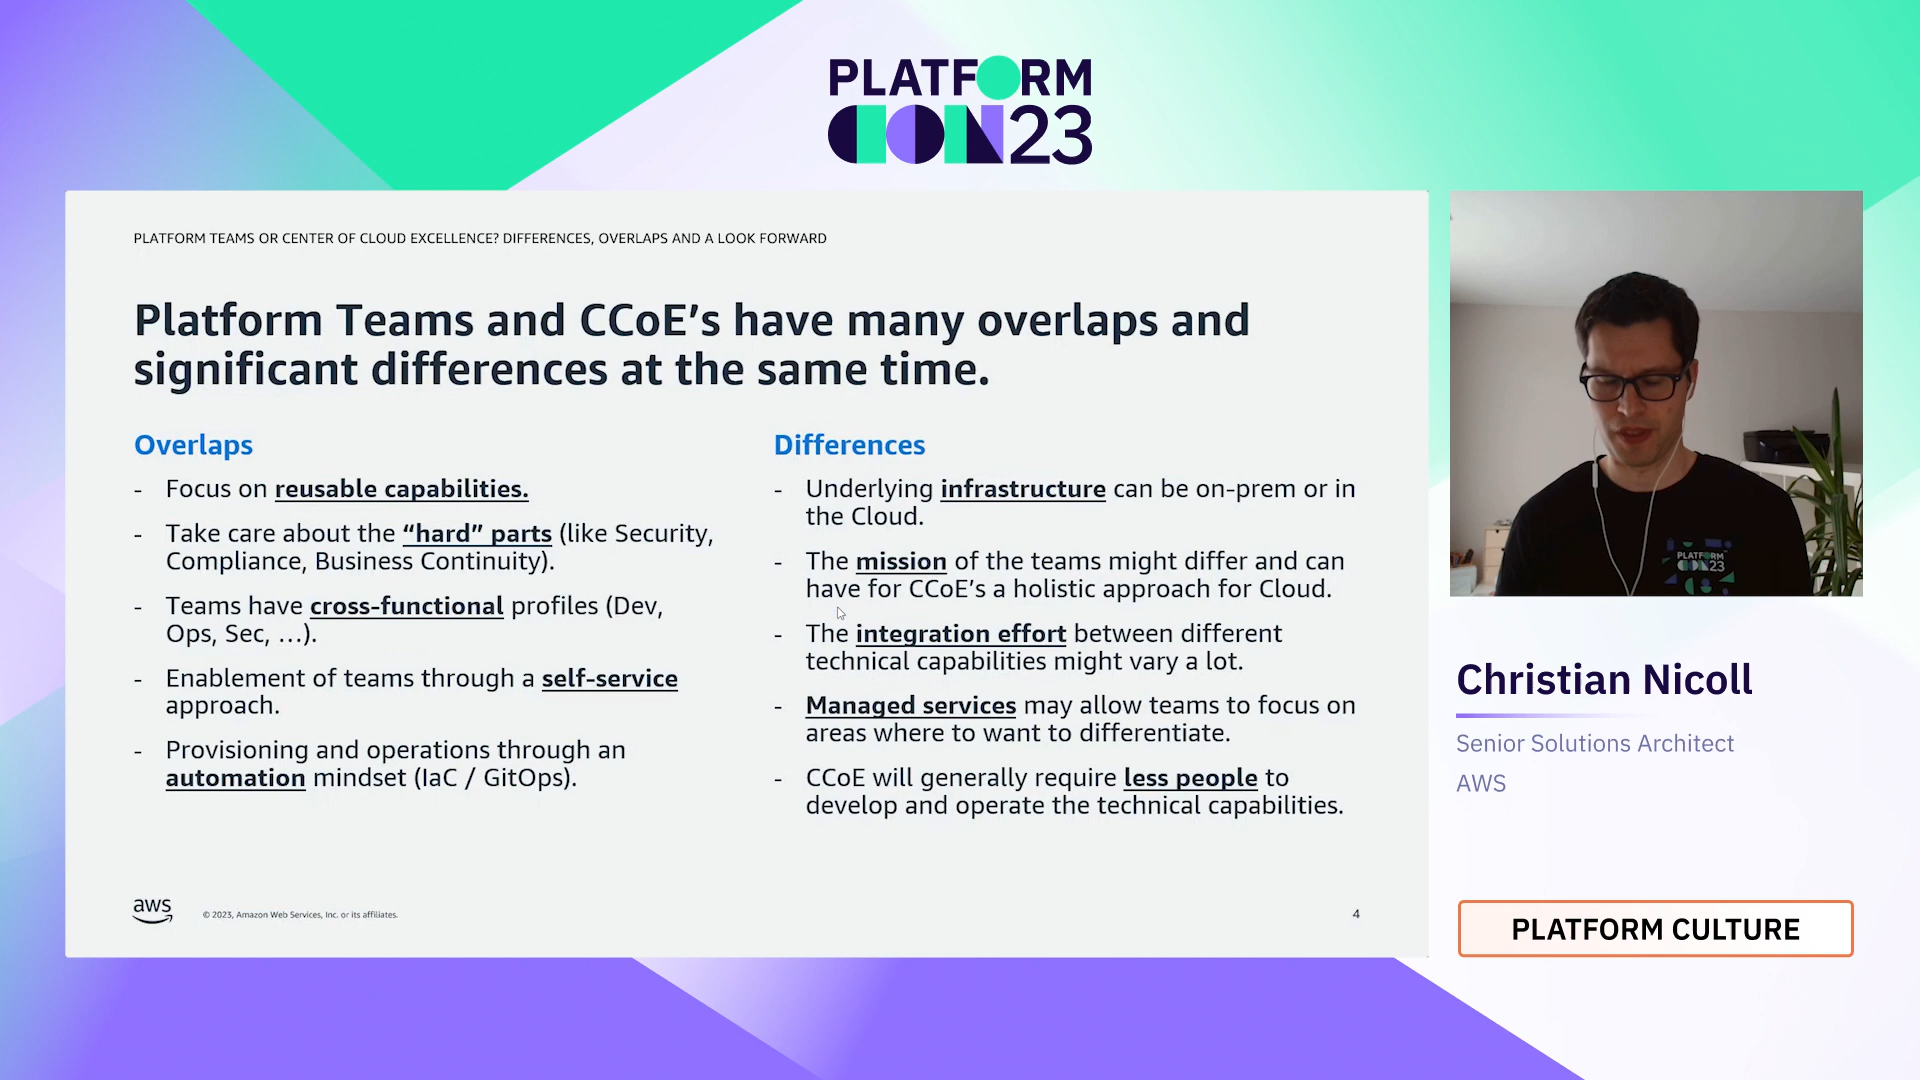 PLATFORM
CON23
PLATFORM TEAMS OR CENTER OF CLOUD EXCELLENCE? DIFFERENCES, OVERLAPS AND A LOOK FORWARD
Platform Teams and CCoE’s have many overlaps and
significant differences at the same time.
Overlaps
- Focus on reusable capabilities.
- Take care about the “hard” parts (like Security,
Compliance, Business Continuity).
- Teams have cross-functional profiles (Dev,
Ops, Sec, …).
- Enablement of teams through a self-service
approach.
- Provisioning and operations through an
automation mindset (IaC / GitOps).
Differences
- Underlying infrastructure can be on-prem or in
the Cloud.
- The mission of the teams might differ and can
have for CCoE’s a holistic approach for Cloud.
- The integration effort between different
technical capabilities might vary a lot.
- Managed services may allow teams to focus on
areas where to want to differentiate.
- CCoE will generally require less people to
develop and operate the technical capabilities.
aws
© 2023, Amazon Web Services, Inc. or its affiliates.
4
PLATFORM
CON23
Christian Nicoll
Senior Solutions Architect
AWS
PLATFORM CULTURE